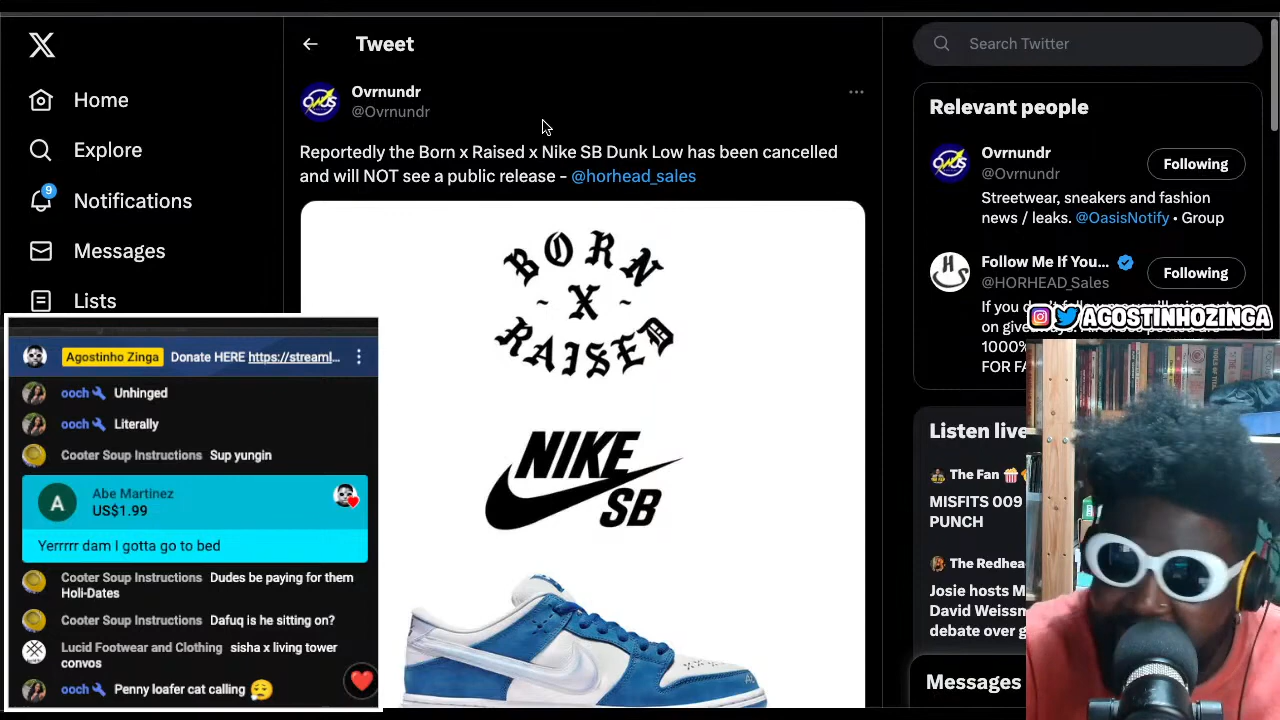 Home
Explore
9
Notifications
Messages
Lists
Tweet
Ovrnundr
@Ovrnundr
Reportedly the Born x Raised x Nike SB Dunk Low has been cancelled
and will NOT see a public release - @horhead_sales
BORN
- X -
RAISED
NIKE
SB
Search Twitter
Relevant people
Ovrnundr
@Ovrnundr
Following
Streetwear, sneakers and fashion
news / leaks. @OasisNotify • Group
Follow Me If You...
@HORHEAD_Sales
Following
on giv
1000%
FOR FA
AGOSTINHOZINGA
Listen live
The Fan
MISFITS 009
PUNCH
The Redhea
Josie hosts M
David Weissn
debate over g
Messages
Agostinho Zinga Donate HERE https://streaml...
ooch Unhinged
ooch Literally
Cooter Soup Instructions Sup yungin
A
Abe Martinez
US$1.99
Yerrrrr dam I gotta go to bed
Cooter Soup Instructions Dudes be paying for them
Holi-Dates
Cooter Soup Instructions Dafuq is he sitting on?
Lucid Footwear and Clothing sisha x living tower
convos
ooch Penny loafer cat calling